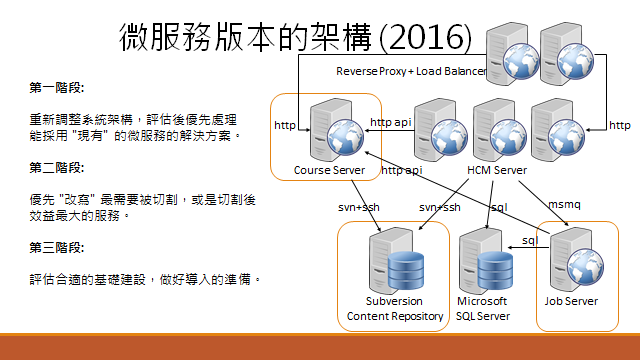 微服務版本的架構 (2016)
第一階段:
重新調整系統架構，評估後優先處理
能採用 "現有" 的微服務的解決方案。
第二階段:
優先 "改寫" 最需要被切割，或是切割後
效益最大的服務。
第三階段:
評估合適的基礎建設，做好導入的準備。
Reverse Proxy + Load Balancer
http
http api
http
Course Server
http api
HCM Server
svn+ssh
svn+ssh
sql
msmq
sql
Subversion
Content Repository
Microsoft
SQL Server
Job Server